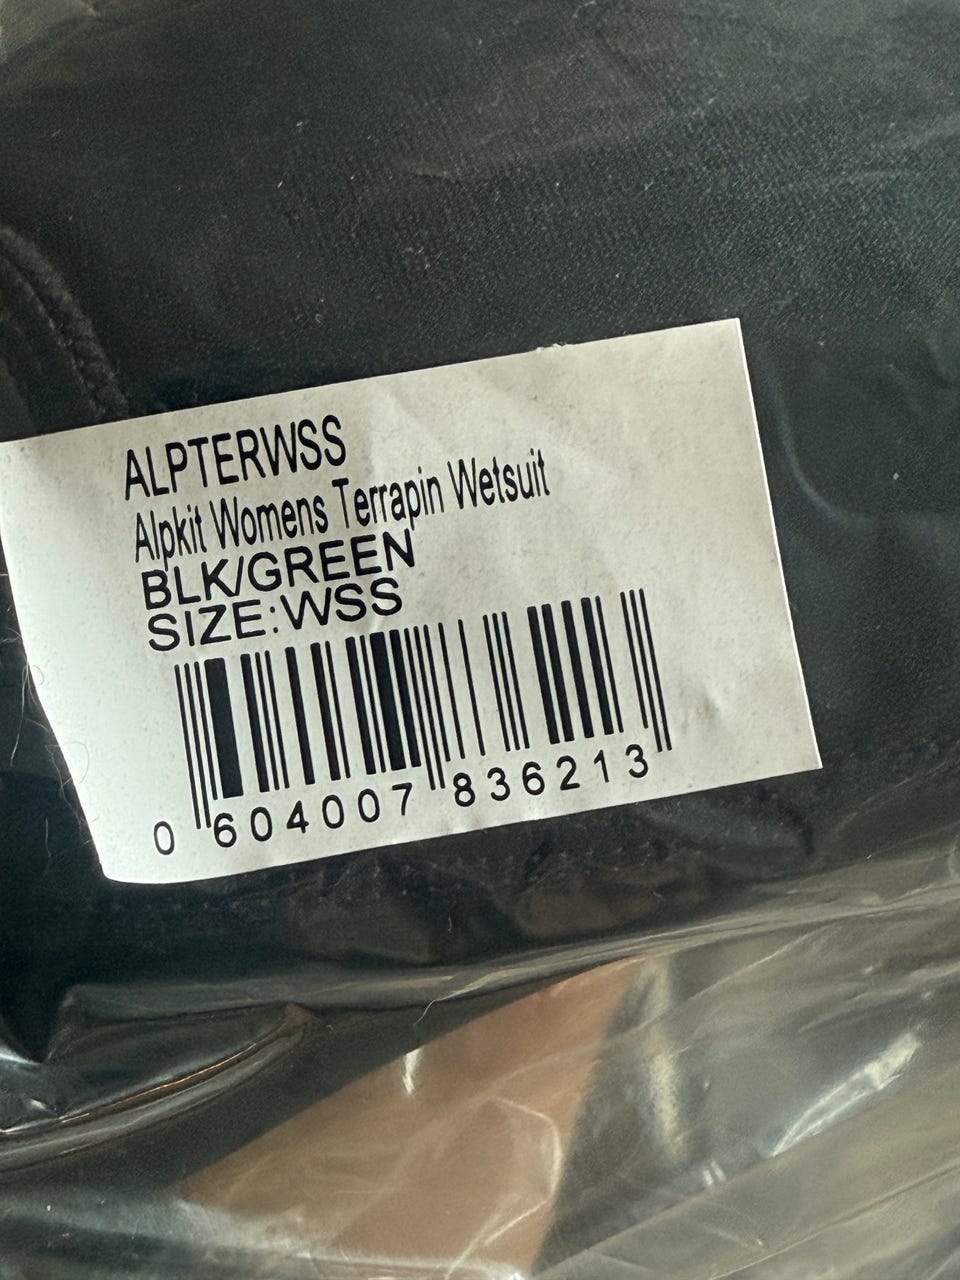 ALPTERWSS
Alpkit Womens Terrapin Wetsuit
BLK/GREEN
SIZE:WSS
0 604007 836213